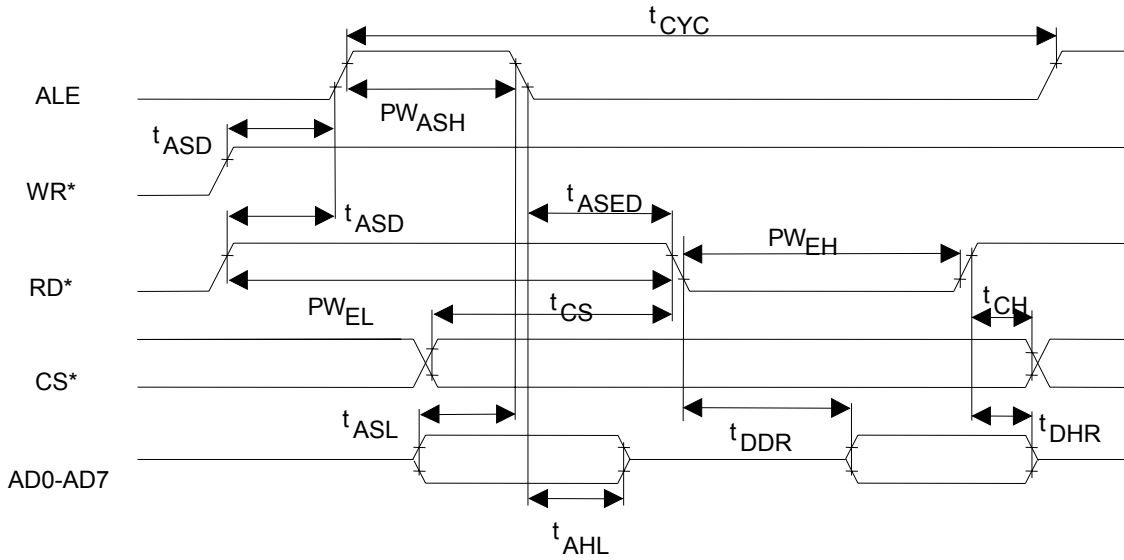 tCYC
ALE
PWASH
tASD
WR*
tASED
tASD
PWEH
RD*
PWEL
tCS
tCH
CS*
tASL
tDDR
tDHR
AD0-AD7
tAHL